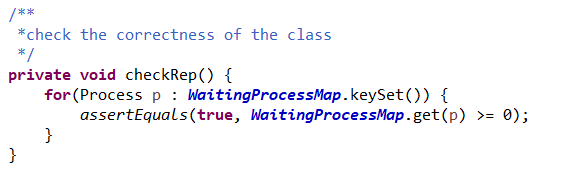 /**
 *check the correctness of the class
 */
private void checkRep() {
    for(Process p : WaitingProcessMap.keySet()) {
        assertEquals(true, WaitingProcessMap.get(p) >= 0);
    }
}